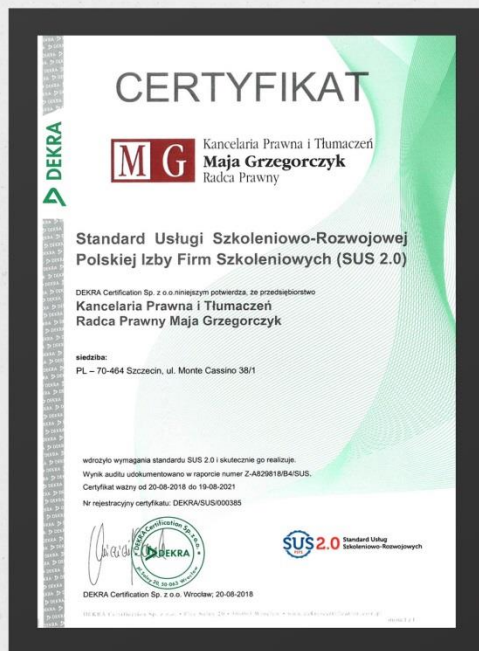 CERTYFIKAT
DEKRA
M G
Kancelaria Prawna i Tłumaczeń
Maja Grzegorczyk
Radca Prawny
Standard Usługi Szkoleniowo-Rozwojowej
Polskiej Izby Firm Szkoleniowych (SUS 2.0)
DEKRA Certification Sp. z o.o.niniejszym potwierdza, że przedsiębiorstwo
Kancelaria Prawna i Tłumaczeń
Radca Prawny Maja Grzegorczyk
siedziba:
PL – 70-464 Szczecin, ul. Monte Cassino 38/1
wdrożyło wymagania standardu SUS 2.0 i skutecznie go realizuje.
Wynik auditu udokumentowano w raporcie numer Z-A829818/B4/SUS.
Certyfikat ważny od 20-08-2018 do 19-08-2021
Nr rejestracyjny certyfikatu: DEKRA/SUS/000385
DEKRA Certification Sp. z o.o.
DEKRA
SUS 2.0 Standard Usług
Szkoleniowo-Rozwojowych
PIFS
DEKRA Certification Sp. z o.o. Wrocław, 20-08-2018